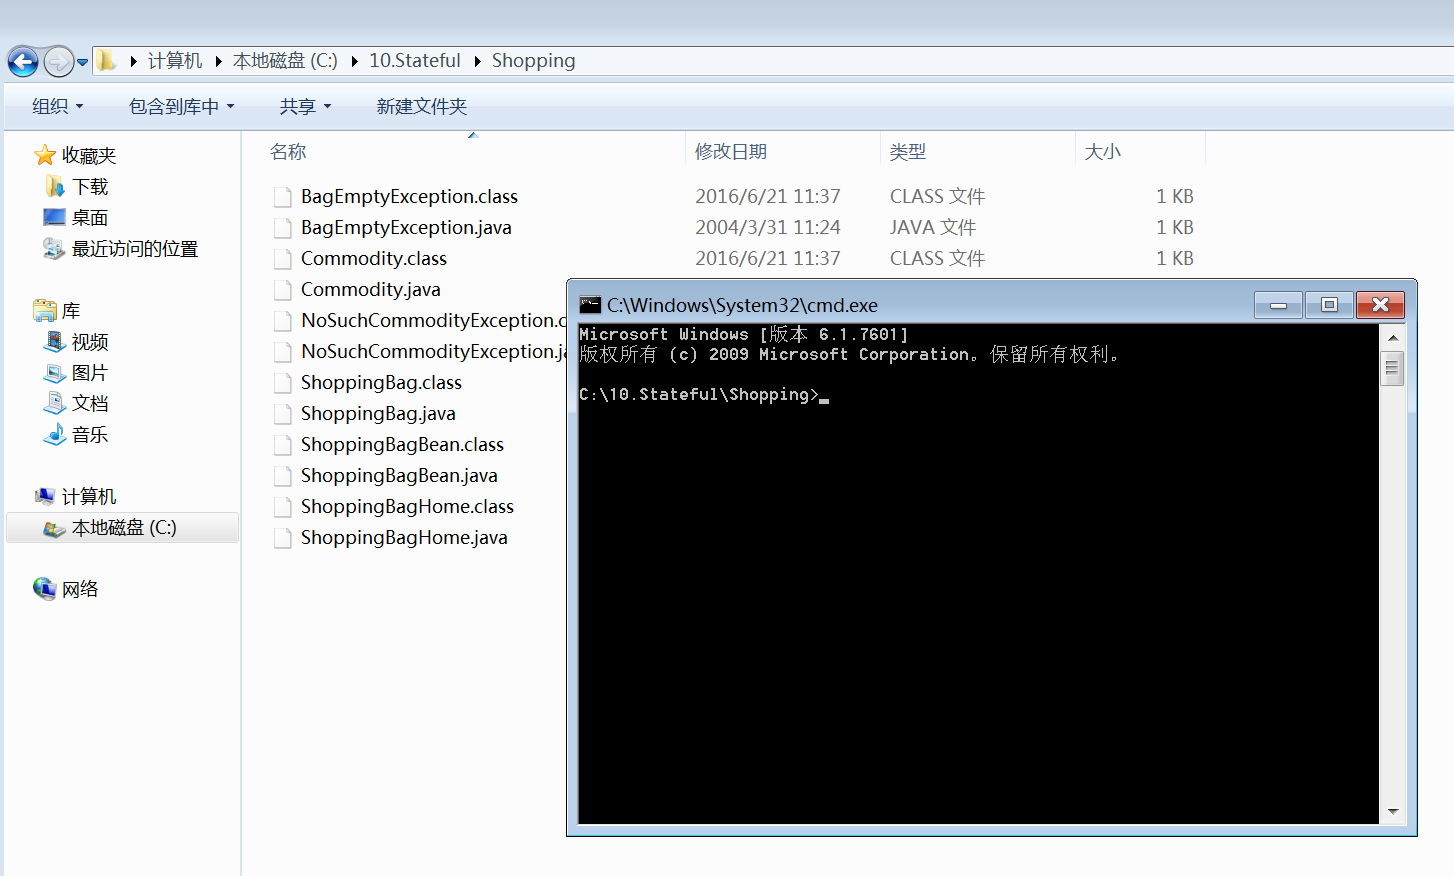 计算机 本地磁盘 (C:) 10.Stateful Shopping
组织 包含到库中 共享 新建文件夹
收藏夹
下载
桌面
最近访问的位置
库
视频
图片
文档
音乐
计算机
本地磁盘 (C:)
网络
名称 修改日期 类型 大小
BagEmptyException.class 2016/6/21 11:37 CLASS 文件 1 KB
BagEmptyException.java 2004/3/31 11:24 JAVA 文件 1 KB
Commodity.class 2016/6/21 11:37 CLASS 文件 1 KB
Commodity.java
NoSuchCommodityException.c
NoSuchCommodityException.ja
ShoppingBag.class
ShoppingBag.java
ShoppingBagBean.class
ShoppingBagBean.java
ShoppingBagHome.class
ShoppingBagHome.java
C:\Windows\System32\cmd.exe
Microsoft Windows [版本 6.1.7601]
版权所有 (c) 2009 Microsoft Corporation。保留所有权利。
C:\10.Stateful\Shopping>